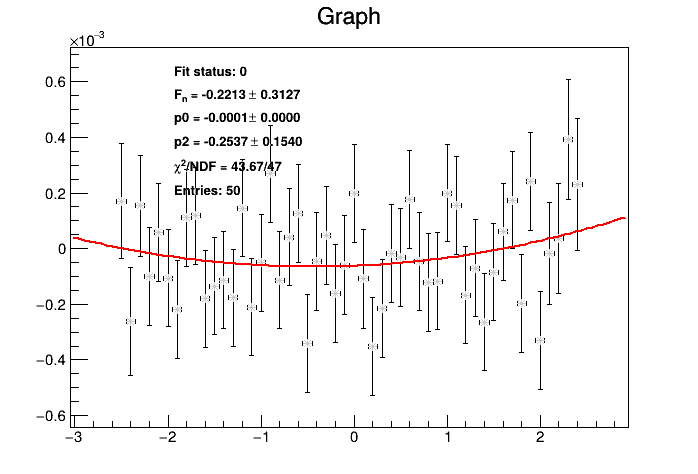 Graph
×10⁻³
Fit status: 0
Fn = -0.2213 ± 0.3127
p0 = -0.0001 ± 0.0000
p2 = -0.2537 ± 0.1540
χ²/NDF = 43.67/47
Entries: 50
0.6
0.4
0.2
0
−0.2
−0.4
−0.6
−3 −2 −1 0 1 2